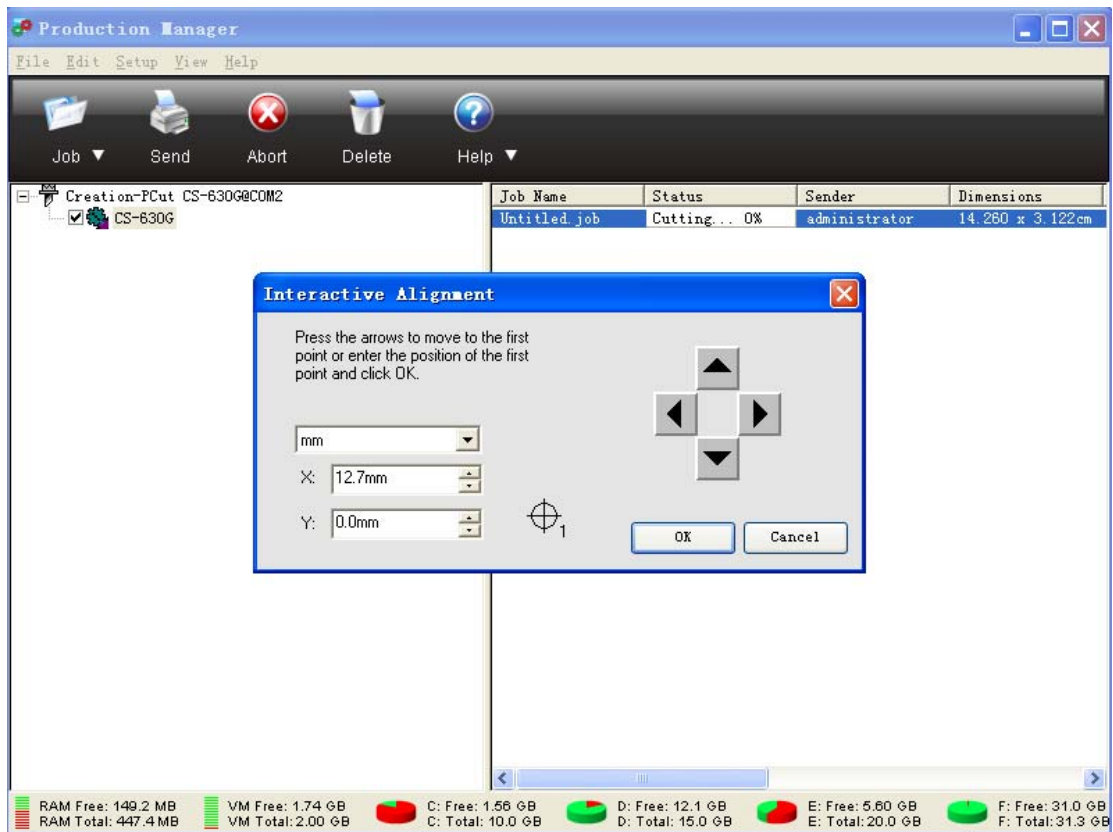 Production Manager
File Edit Setup View Help
Job Send Abort Delete Help
Creation-PCut CS-630G@COM2
CS-630G
Job Name Status Sender Dimensions
Untitled.job Cutting... 0% administrator 14.260 x 3.122cm
Interactive Alignment
Press the arrows to move to the first
point or enter the position of the first
point and click OK.
mm
X: 12.7mm
Y: 0.0mm
1
OK Cancel
RAM Free: 149.2 MB VM Free: 1.74 GB C: Free: 1.56 GB D: Free: 12.1 GB E: Free: 5.60 GB F: Free: 31.0 GB
RAM Total: 447.4 MB VM Total: 2.00 GB C: Total: 10.0 GB D: Total: 15.0 GB E: Total: 20.0 GB F: Total: 31.3 GB